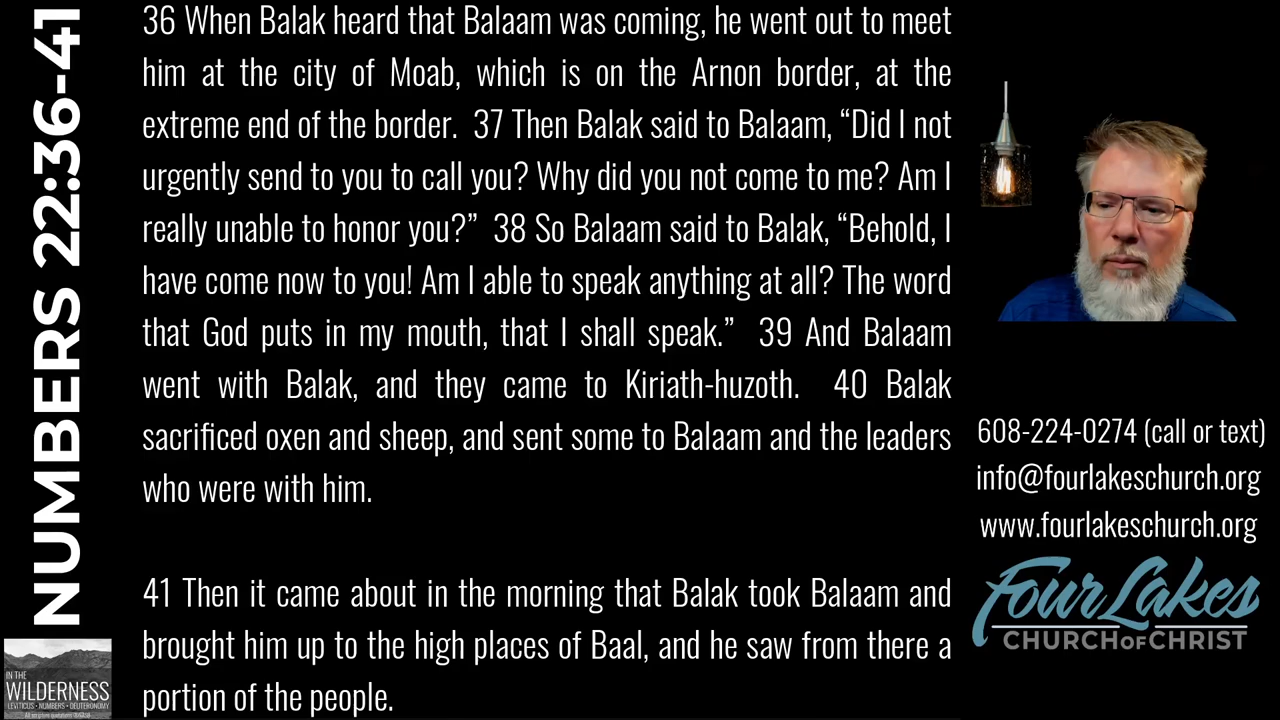 NUMBERS 22:36-41
36 When Balak heard that Balaam was coming, he went out to meet
him at the city of Moab, which is on the Arnon border, at the
extreme end of the border. 37 Then Balak said to Balaam, “Did I not
urgently send to you to call you? Why did you not come to me? Am I
really unable to honor you?” 38 So Balaam said to Balak, “Behold, I
have come now to you! Am I able to speak anything at all? The word
that God puts in my mouth, that I shall speak.” 39 And Balaam
went with Balak, and they came to Kiriath-huzoth. 40 Balak
sacrificed oxen and sheep, and sent some to Balaam and the leaders
who were with him.
41 Then it came about in the morning that Balak took Balaam and
brought him up to the high places of Baal, and he saw from there a
portion of the people.
608-224-0274 (call or text)
info@fourlakeschurch.org
www.fourlakeschurch.org
Four Lakes
CHURCH OF CHRIST
IN THE
WILDERNESS
LEVITICUS • NUMBERS • DEUTERONOMY